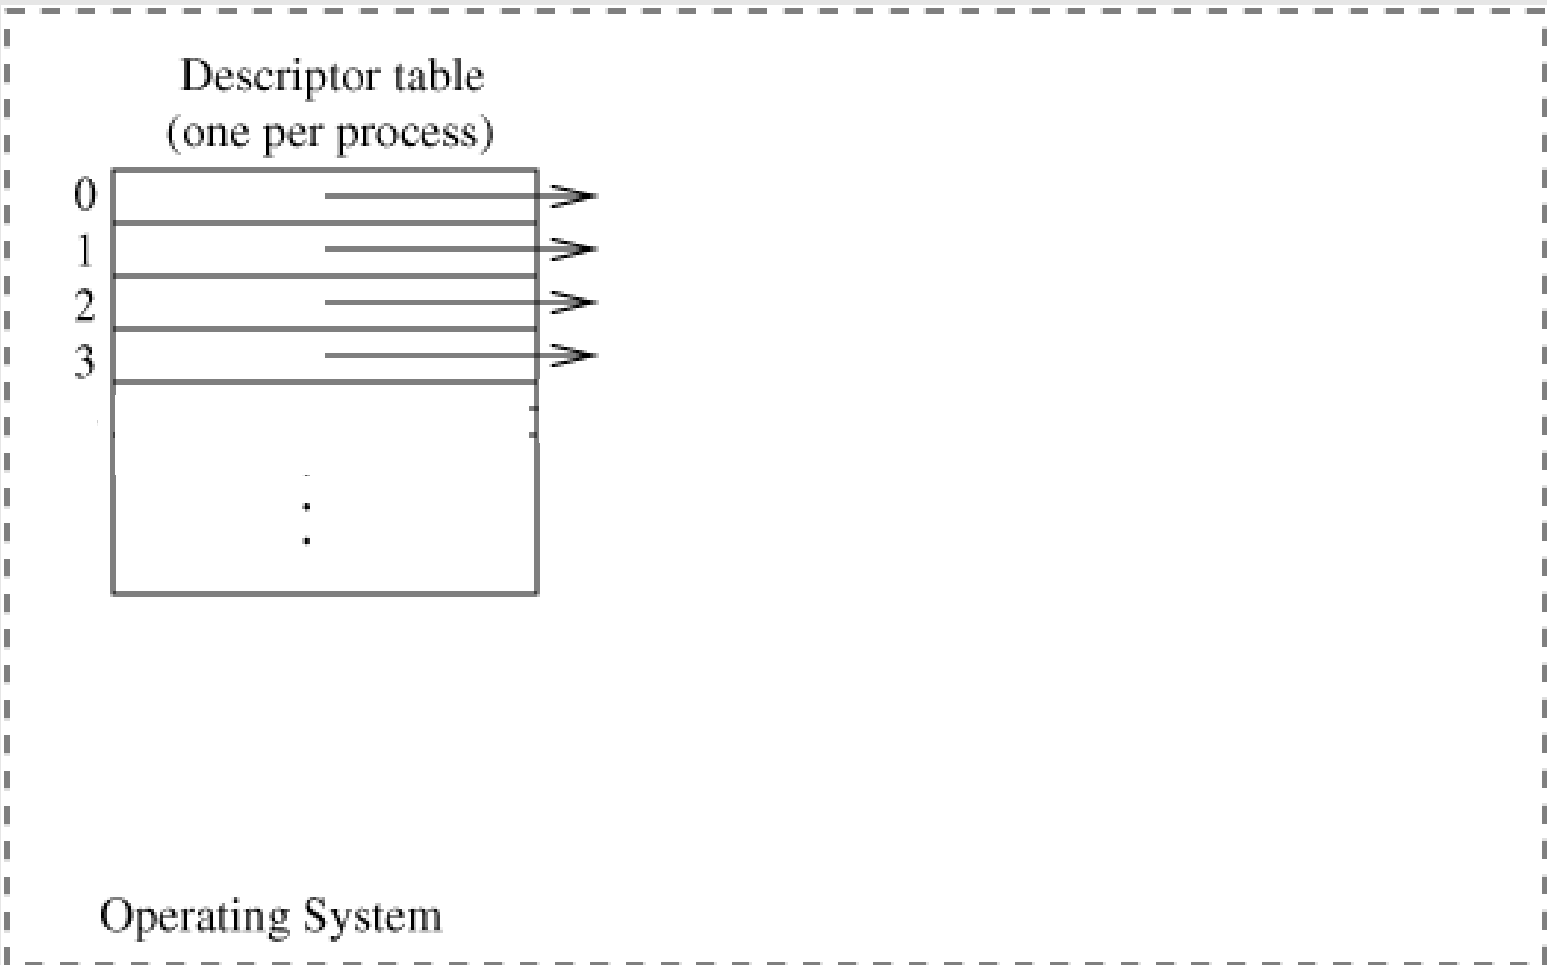 Descriptor table
(one per process)
0
1
2
3
Operating System